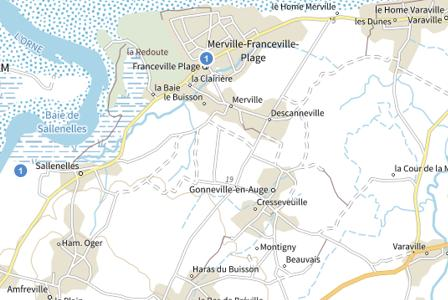 le Home Merville
le Home Varaville
les Dunes
Varaville
L'ORNE
la Redoute
Merville-Franceville-
Plage
1
Franceville Plage
la Clairière
la Baie
le Buisson
Merville
Descanneville
Baie de
Sallenelles
1
Sallenelles
19
la Cour de la
Gonneville-en-Auge
Cresseveuille
Ham. Oger
Montigny
Varaville
Beauvais
Haras du Buisson
Amfreville